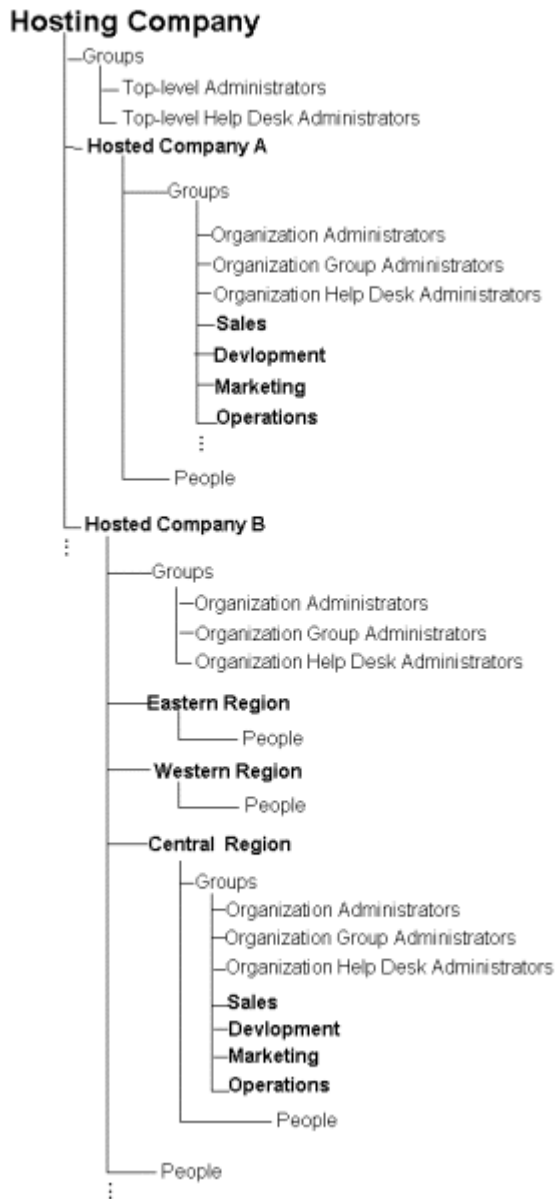 Hosting Company
Groups
Top-level Administrators
Top-level Help Desk Administrators
Hosted Company A
Groups
Organization Administrators
Organization Group Administrators
Organization Help Desk Administrators
Sales
Devlopment
Marketing
Operations
People
Hosted Company B
Groups
Organization Administrators
Organization Group Administrators
Organization Help Desk Administrators
Eastern Region
People
Western Region
People
Central Region
Groups
Organization Administrators
Organization Group Administrators
Organization Help Desk Administrators
Sales
Devlopment
Marketing
Operations
People
People